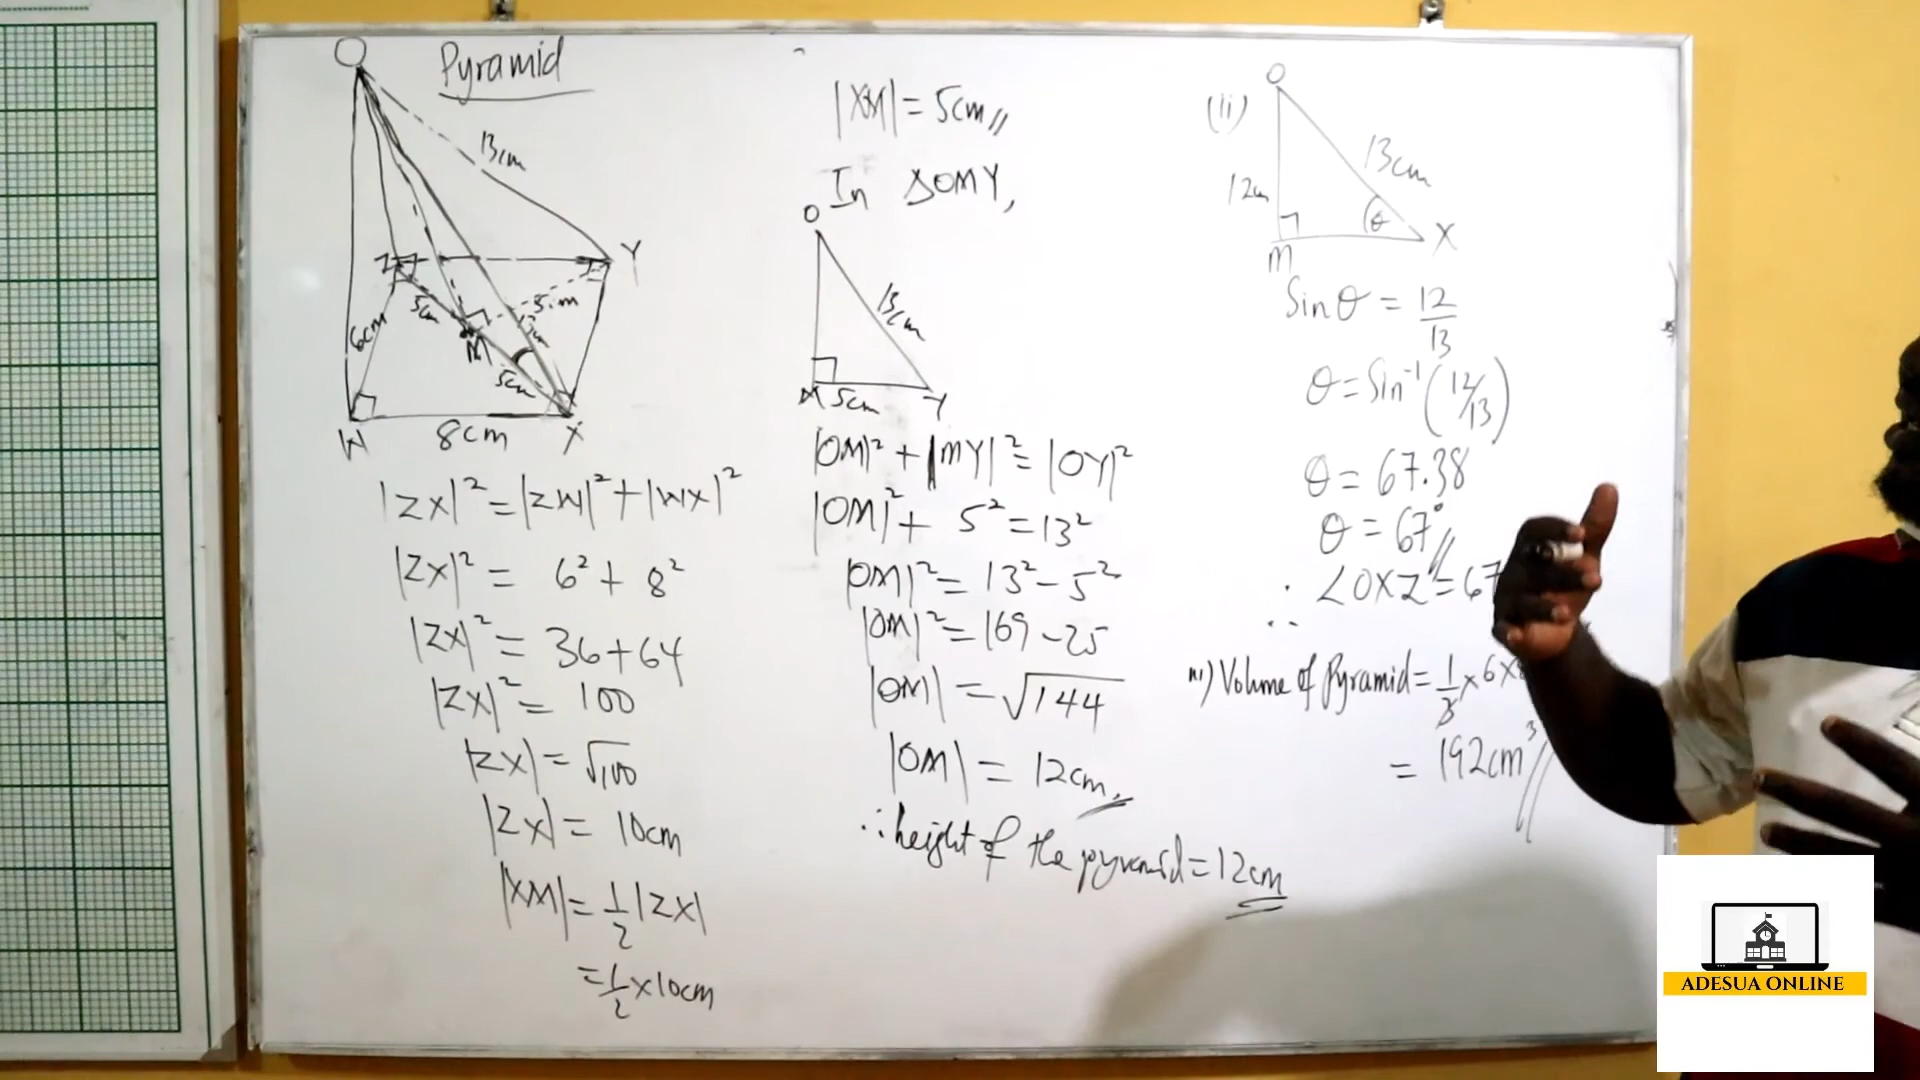 Pyramid
O
13cm
Z
Y
6cm
5cm
5cm
13cm
M
5cm
W
8cm
X
|ZX|² = |ZW|² + |WX|²
|ZX|² = 6² + 8²
|ZX|² = 36 + 64
|ZX|² = 100
|ZX| = √100
|ZX| = 10cm
|XM| = 1/2 |ZX|
= 1/2 × 10cm
|XM| = 5cm //
In ΔOMY,
O
13cm
M 5cm Y
|OM|² + |MY|² = |OY|²
|OM|² + 5² = 13²
|OM|² = 13² - 5²
|OM|² = 169 - 25
|OM| = √144
|OM| = 12cm
∴ height of the pyramid = 12cm
(ii)
O
13cm
12cm
θ
M
X
Sin θ = 12/13
θ = Sin⁻¹ (12/13)
θ = 67.38
θ = 67° //
∴ ∠OXZ = 67
iii) Volume of Pyramid = 1/3 × 6 ×
= 192cm³ //
ADESUA ONLINE